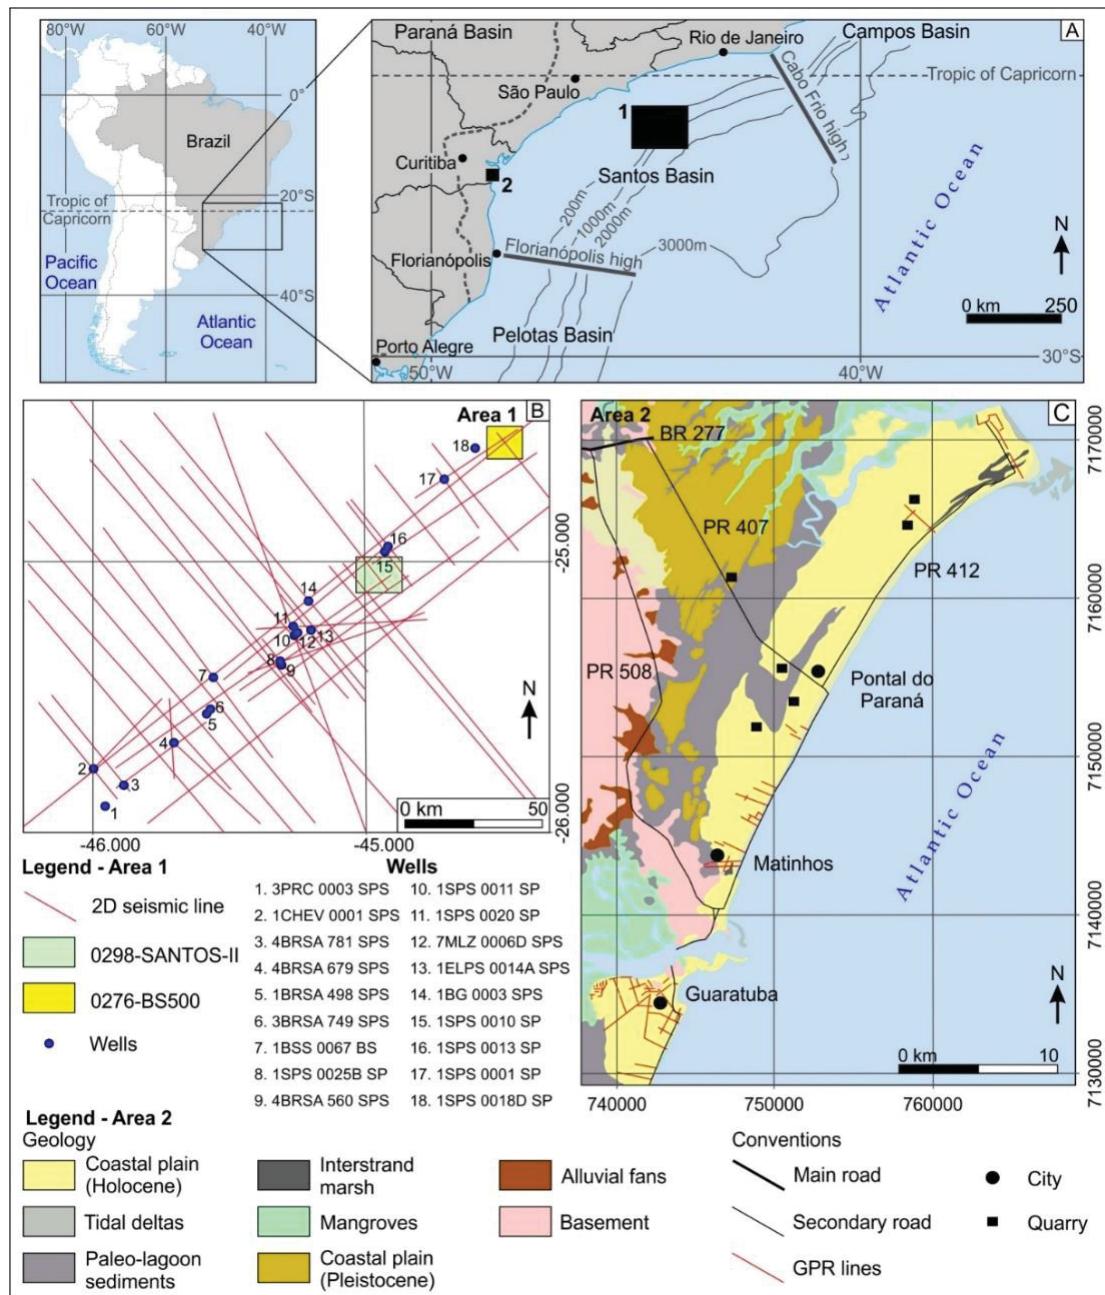 80°W
60°W
40°W
0°
Brazil
20°S
Tropic of
Capricorn
Pacific
Ocean
40°S
Atlantic
Ocean
A
Paraná Basin
Rio de Janeiro
Campos Basin
Tropic of Capricorn
São Paulo
Cabo Frio high
1
Curitiba
2
Santos Basin
200m
1000m
2000m
3000m
Florianópolis
Florianópolis high
Atlantic Ocean
N
0 km 250
Pelotas Basin
Porto Alegre
50°W
40°W
30°S
Area 1
B
18
17
16
15
14
11
10
12
13
8
9
7
6
5
4
2
3
1
N
0 km 50
-25.000
-26.000
-46.000
-45.000
Area 2
C
BR 277
PR 407
PR 412
PR 508
Pontal do
Paraná
Matinhos
Guaratuba
Atlantic Ocean
N
0 km 10
7170000
7160000
7150000
7140000
7130000
740000
750000
760000
Legend - Area 1
2D seismic line
0298-SANTOS-II
0276-BS500
Wells
Wells
1. 3PRC 0003 SPS
2. 1CHEV 0001 SPS
3. 4BRSA 781 SPS
4. 4BRSA 679 SPS
5. 1BRSA 498 SPS
6. 3BRSA 749 SPS
7. 1BSS 0067 BS
8. 1SPS 0025B SP
9. 4BRSA 560 SPS
10. 1SPS 0011 SP
11. 1SPS 0020 SP
12. 7MLZ 0006D SPS
13. 1ELPS 0014A SPS
14. 1BG 0003 SPS
15. 1SPS 0010 SP
16. 1SPS 0013 SP
17. 1SPS 0001 SP
18. 1SPS 0018D SP
Legend - Area 2
Geology
Coastal plain
(Holocene)
Tidal deltas
Paleo-lagoon
sediments
Interstrand
marsh
Mangroves
Coastal plain
(Pleistocene)
Alluvial fans
Basement
Conventions
Main road
Secondary road
GPR lines
City
Quarry